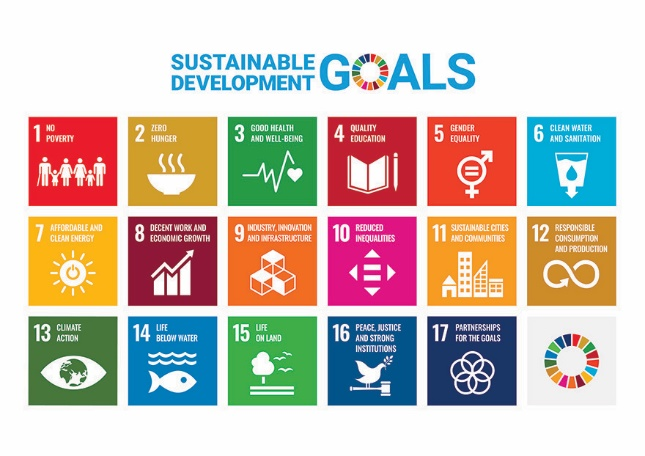 SUSTAINABLE
DEVELOPMENT GOALS
1 NO
POVERTY
2 ZERO
HUNGER
3 GOOD HEALTH
AND WELL-BEING
4 QUALITY
EDUCATION
5 GENDER
EQUALITY
6 CLEAN WATER
AND SANITATION
7 AFFORDABLE AND
CLEAN ENERGY
8 DECENT WORK AND
ECONOMIC GROWTH
9 INDUSTRY, INNOVATION
AND INFRASTRUCTURE
10 REDUCED
INEQUALITIES
11 SUSTAINABLE CITIES
AND COMMUNITIES
12 RESPONSIBLE
CONSUMPTION
AND PRODUCTION
13 CLIMATE
ACTION
14 LIFE
BELOW WATER
15 LIFE
ON LAND
16 PEACE, JUSTICE
AND STRONG
INSTITUTIONS
17 PARTNERSHIPS
FOR THE GOALS